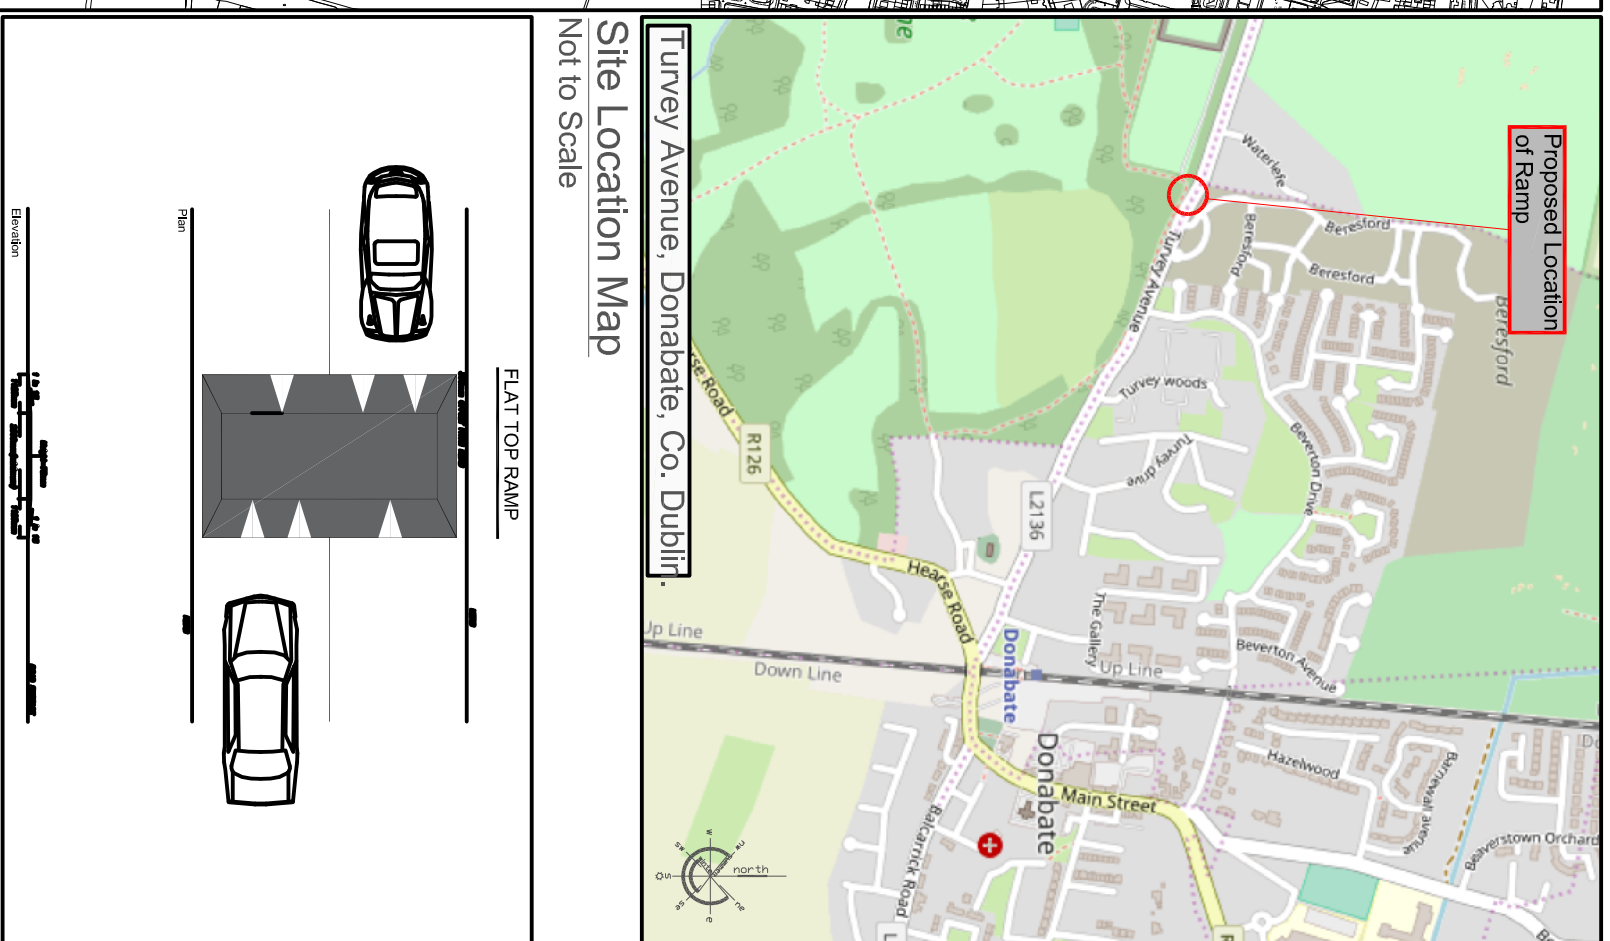 Proposed Location
of Ramp
Waterlefe
Beresford
Beresford
Beresford
Beresford
Turvey Avenue
Turvey woods
Turvey drive
Beverton Drive
L2136
R126
Hearse Road
The Gallery
Beverton Avenue
Up Line
Up Line
Down Line
Donabate
Donabate
Main Street
Hazelwood
Barnewall avenue
Beaverstown Orchard
Balcarrick Road
north
Turvey Avenue, Donabate, Co. Dublin.
Site Location Map
Not to Scale
FLAT TOP RAMP
Plan
Elevation